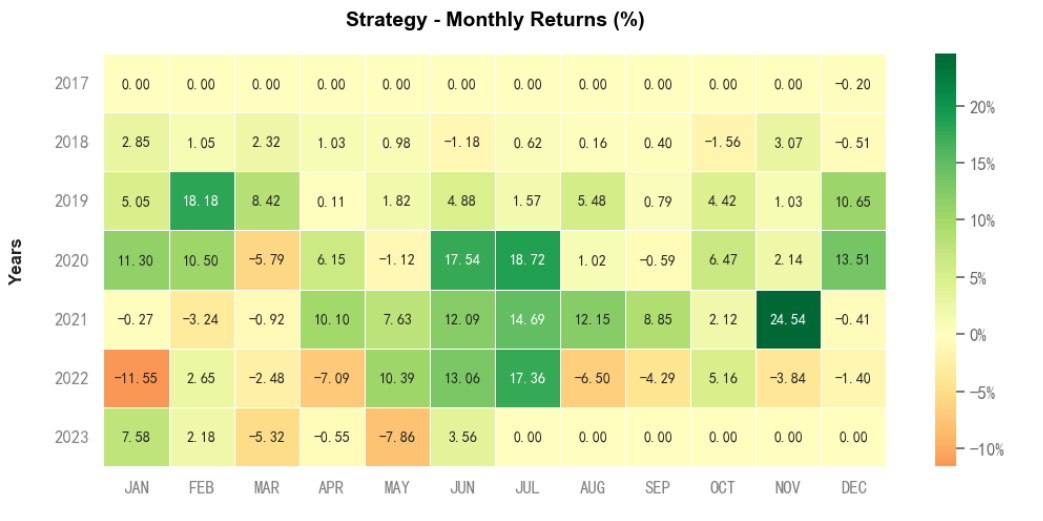 Strategy - Monthly Returns (%)
Years
2017 0.00 0.00 0.00 0.00 0.00 0.00 0.00 0.00 0.00 0.00 0.00 −0.20
2018 2.85 1.05 2.32 1.03 0.98 −1.18 0.62 0.16 0.40 −1.56 3.07 −0.51
2019 5.05 18.18 8.42 0.11 1.82 4.88 1.57 5.48 0.79 4.42 1.03 10.65
2020 11.30 10.50 −5.79 6.15 −1.12 17.54 18.72 1.02 −0.59 6.47 2.14 13.51
2021 −0.27 −3.24 −0.92 10.10 7.63 12.09 14.69 12.15 8.85 2.12 24.54 −0.41
2022 −11.55 2.65 −2.48 −7.09 10.39 13.06 17.36 −6.50 −4.29 5.16 −3.84 −1.40
2023 7.58 2.18 −5.32 −0.55 −7.86 3.56 0.00 0.00 0.00 0.00 0.00 0.00
JAN FEB MAR APR MAY JUN JUL AUG SEP OCT NOV DEC
20%
15%
10%
5%
0%
−5%
−10%